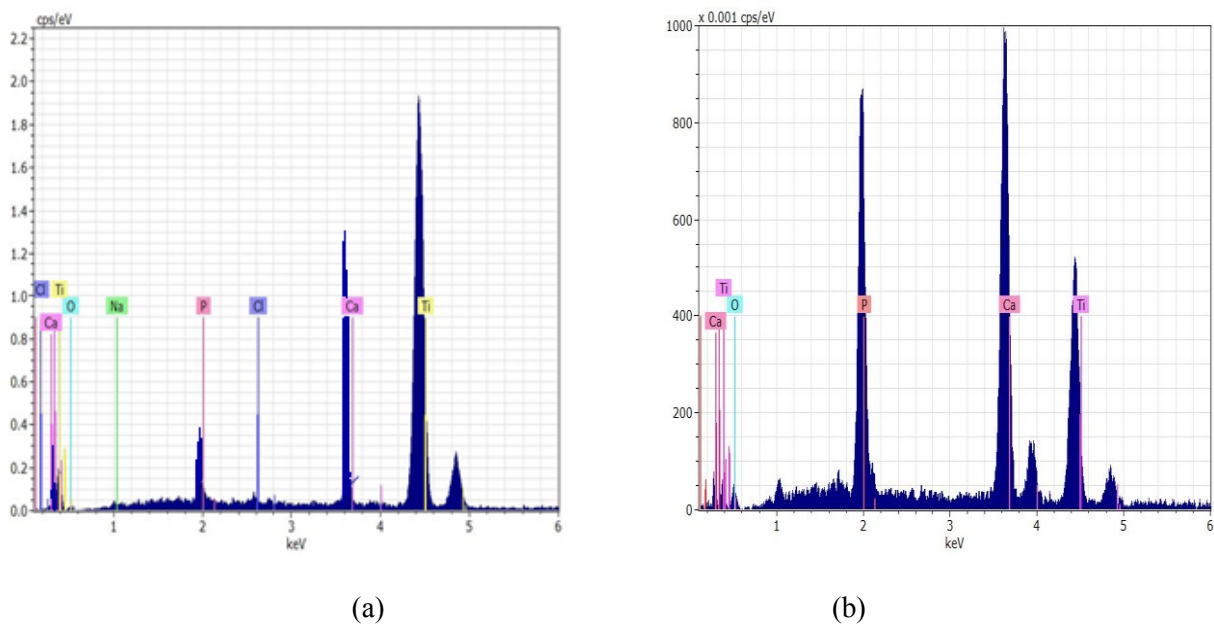 cps/eV
2.2
2.0
1.8
1.6
1.4
1.2
1.0
0.8
0.6
0.4
0.2
0.0
Cl Ti
Ca O Na P Cl Ca Ti
1 2 3 4 5 6
keV
(a)
x 0.001 cps/eV
1000
800
600
400
200
0
Ti
Ca O P Ca Ti
1 2 3 4 5 6
keV
(b)